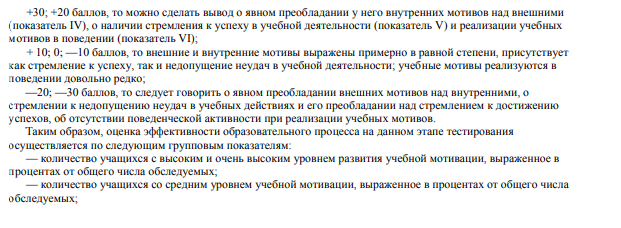 +30; +20 баллов, то можно сделать вывод о явном преобладании у него внутренних мотивов над внешними
(показатель IV), о наличии стремления к успеху в учебной деятельности (показатель V) и реализации учебных
мотивов в поведении (показатель VI);
+ 10; 0; —10 баллов, то внешние и внутренние мотивы выражены примерно в равной степени, присутствует
как стремление к успеху, так и недопущение неудач в учебной деятельности; учебные мотивы реализуются в
поведении довольно редко;
—20; —30 баллов, то следует говорить о явном преобладании внешних мотивов над внутренними, о
стремлении к недопущению неудач в учебных действиях и его преобладании над стремлением к достижению
успехов, об отсутствии поведенческой активности при реализации учебных мотивов.
Таким образом, оценка эффективности образовательного процесса на данном этапе тестирования
осуществляется по следующим групповым показателям:
— количество учащихся с высоким и очень высоким уровнем развития учебной мотивации, выраженное в
процентах от общего числа обследуемых;
— количество учащихся со средним уровнем учебной мотивации, выраженное в процентах от общего числа
обследуемых;